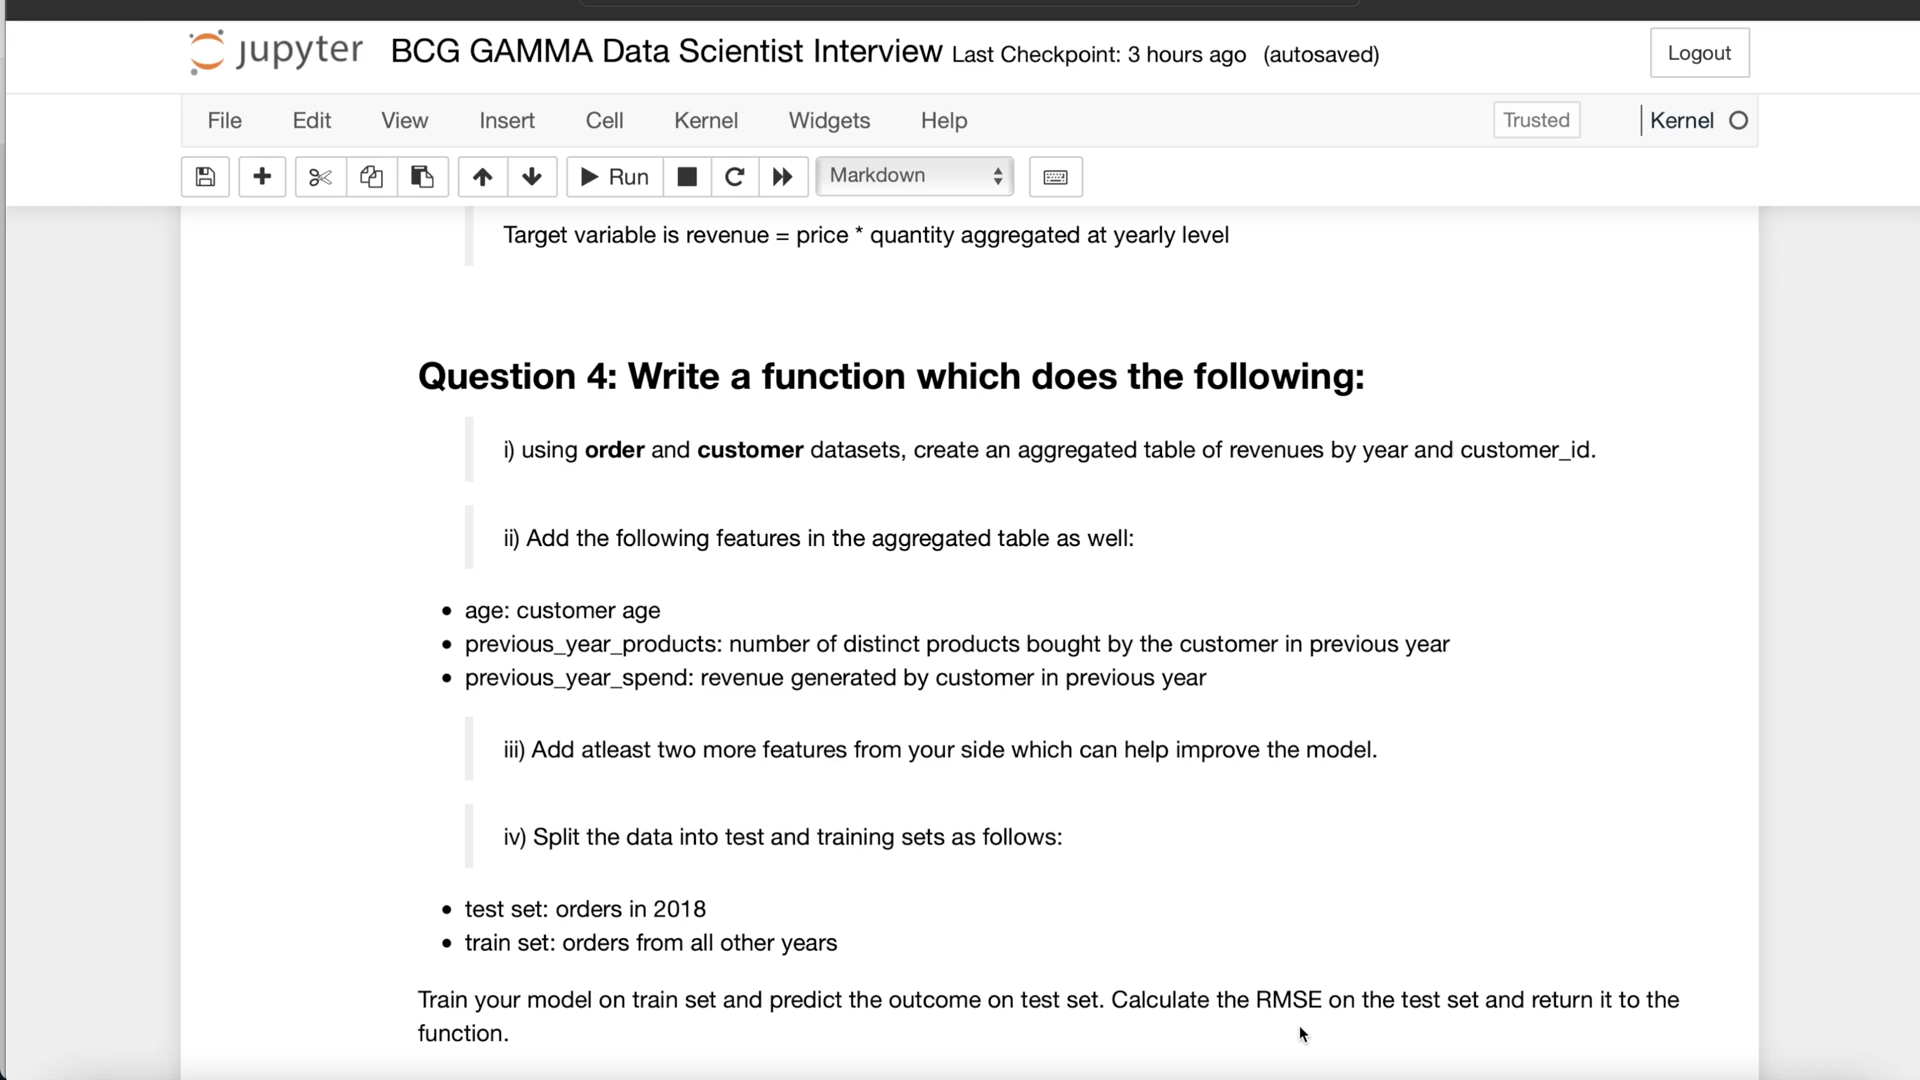 jupyter BCG GAMMA Data Scientist Interview Last Checkpoint: 3 hours ago (autosaved) Logout
File Edit View Insert Cell Kernel Widgets Help Trusted Kernel
Run Markdown
Target variable is revenue = price * quantity aggregated at yearly level
Question 4: Write a function which does the following:
i) using order and customer datasets, create an aggregated table of revenues by year and customer_id.
ii) Add the following features in the aggregated table as well:
• age: customer age
• previous_year_products: number of distinct products bought by the customer in previous year
• previous_year_spend: revenue generated by customer in previous year
iii) Add atleast two more features from your side which can help improve the model.
iv) Split the data into test and training sets as follows:
• test set: orders in 2018
• train set: orders from all other years
Train your model on train set and predict the outcome on test set. Calculate the RMSE on the test set and return it to the
function.